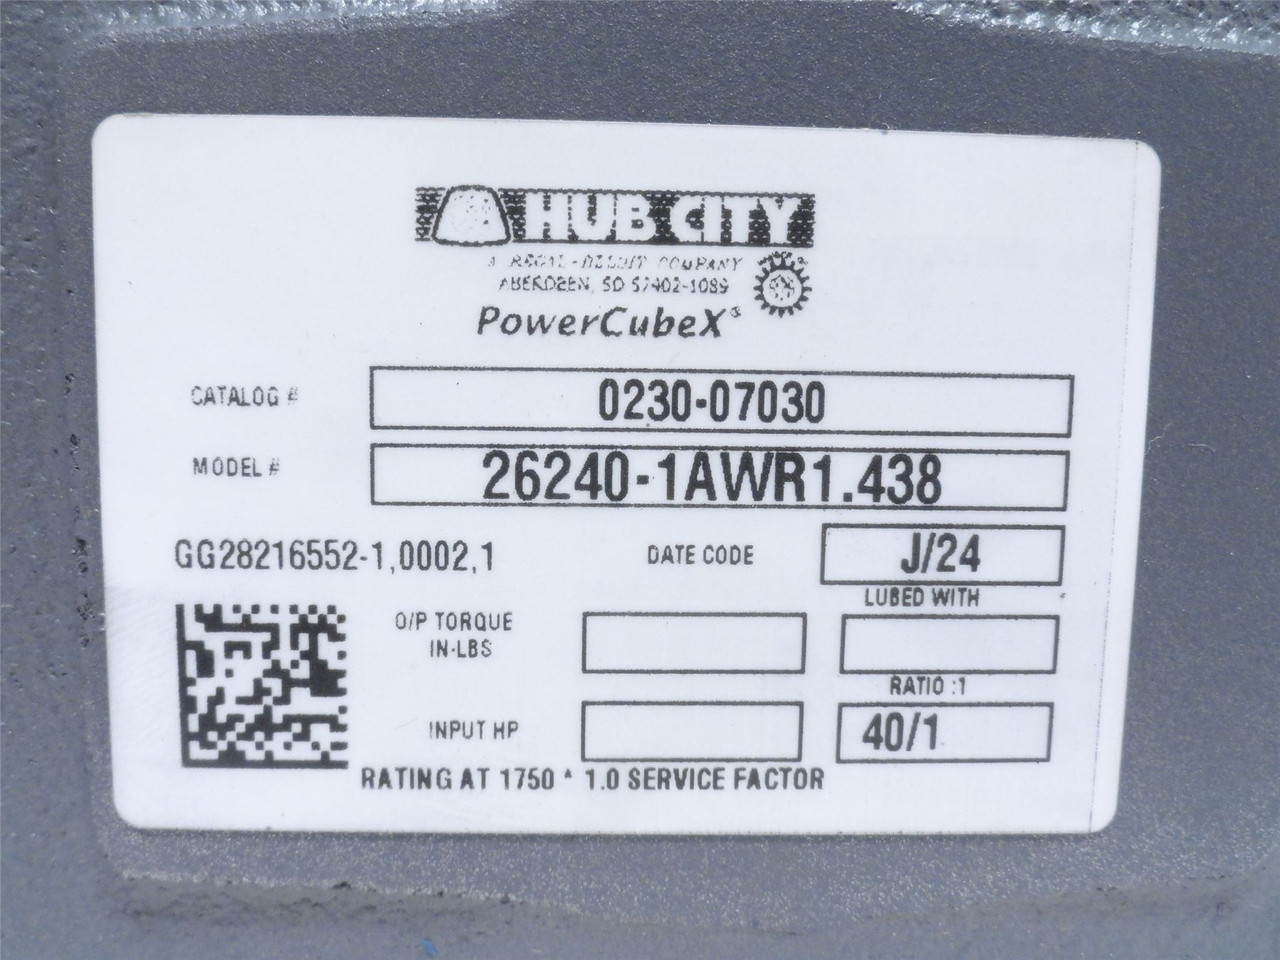 HUB CITY
A REGAL-BELOIT COMPANY
ABERDEEN, SD 57402-1089
PowerCubeX®
CATALOG # 0230-07030
MODEL # 26240-1AWR1.438
GG28216552-1,0002,1 DATE CODE J/24
LUBED WITH
O/P TORQUE
IN-LBS
RATIO :1
INPUT HP 40/1
RATING AT 1750 * 1.0 SERVICE FACTOR